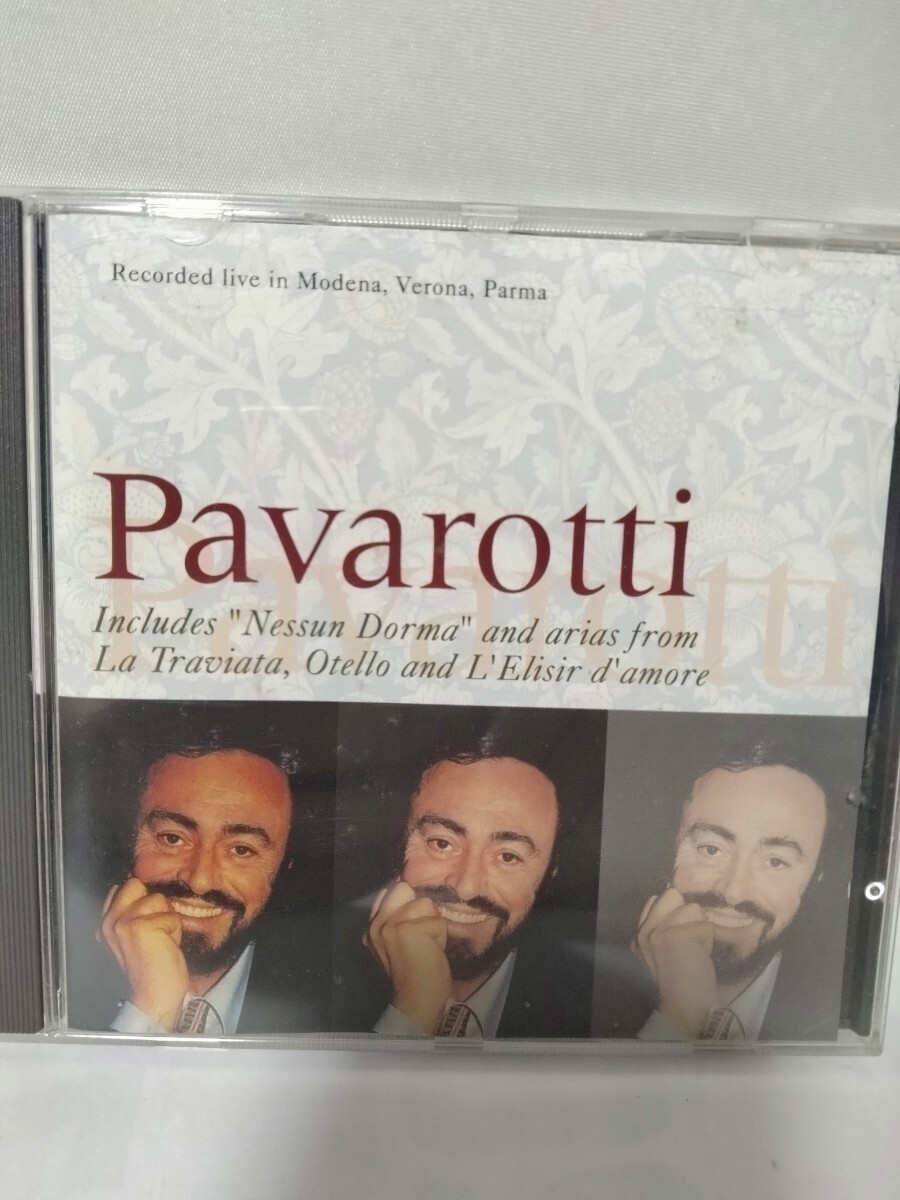 Recorded live in Modena, Verona, Parma
Pavarotti
Pavarotti
Includes "Nessun Dorma" and arias from
La Traviata, Otello and L'Elisir d'amore